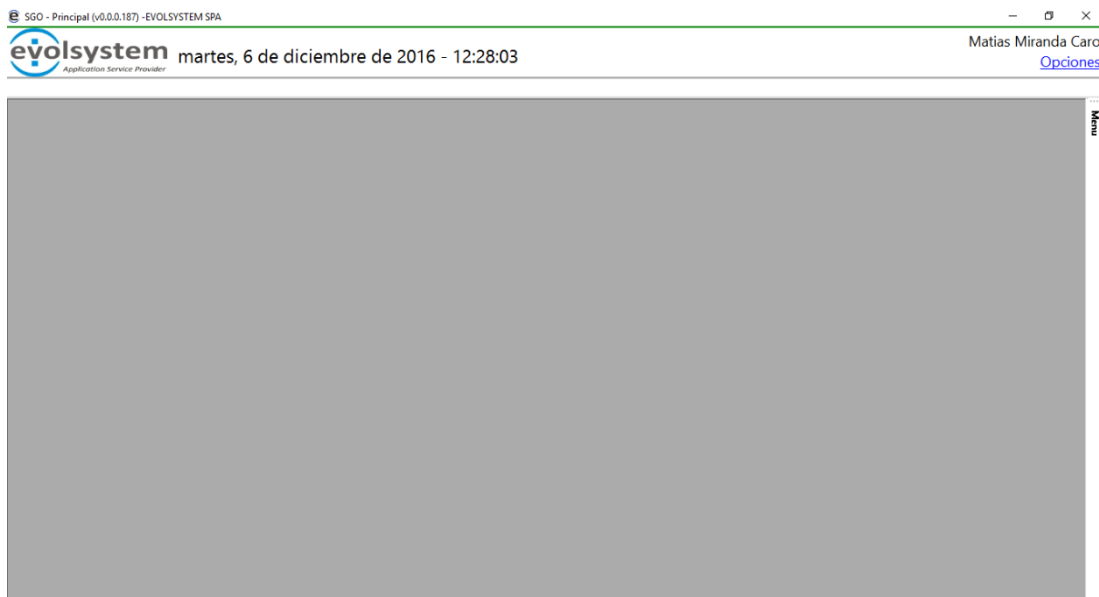 SGO - Principal (v0.0.0.187) -EVOLSYSTEM SPA
evolsystem
Application Service Provider
martes, 6 de diciembre de 2016 - 12:28:03
Matias Miranda Caro
Opciones
Menu